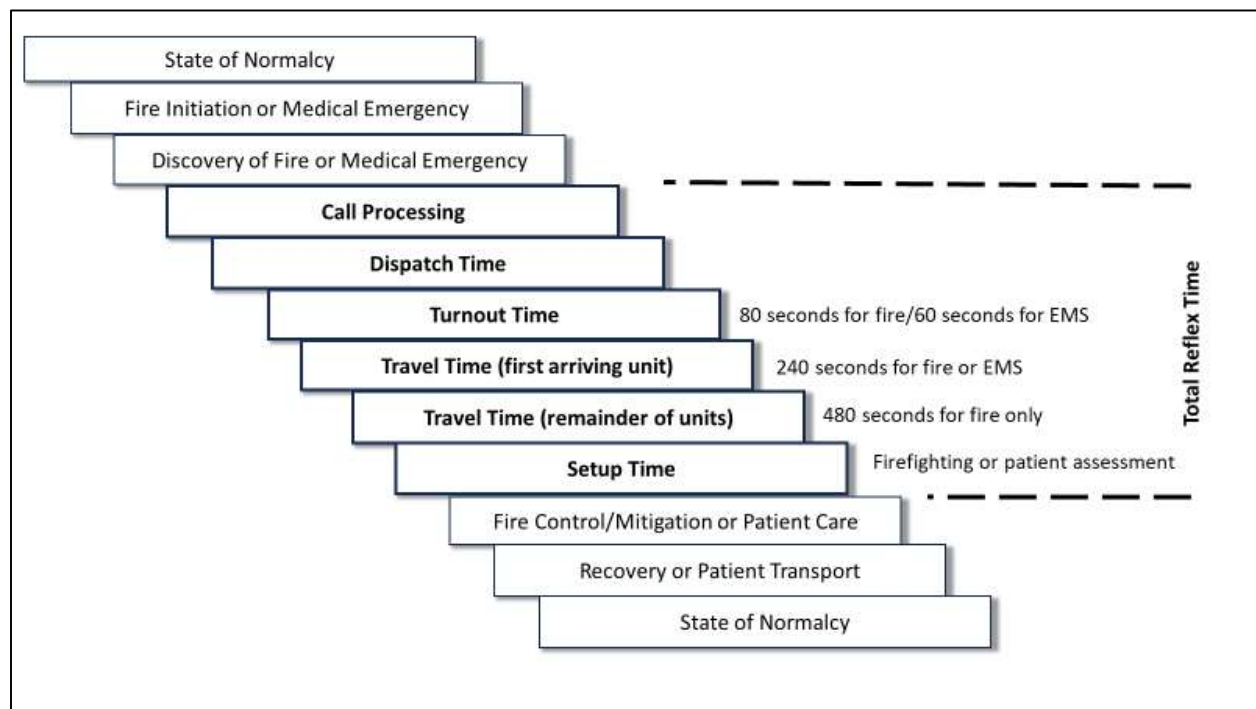 State of Normalcy
Fire Initiation or Medical Emergency
Discovery of Fire or Medical Emergency
Call Processing
Dispatch Time
Turnout Time
80 seconds for fire/60 seconds for EMS
Travel Time (first arriving unit)
240 seconds for fire or EMS
Travel Time (remainder of units)
480 seconds for fire only
Setup Time
Firefighting or patient assessment
Total Reflex Time
Fire Control/Mitigation or Patient Care
Recovery or Patient Transport
State of Normalcy